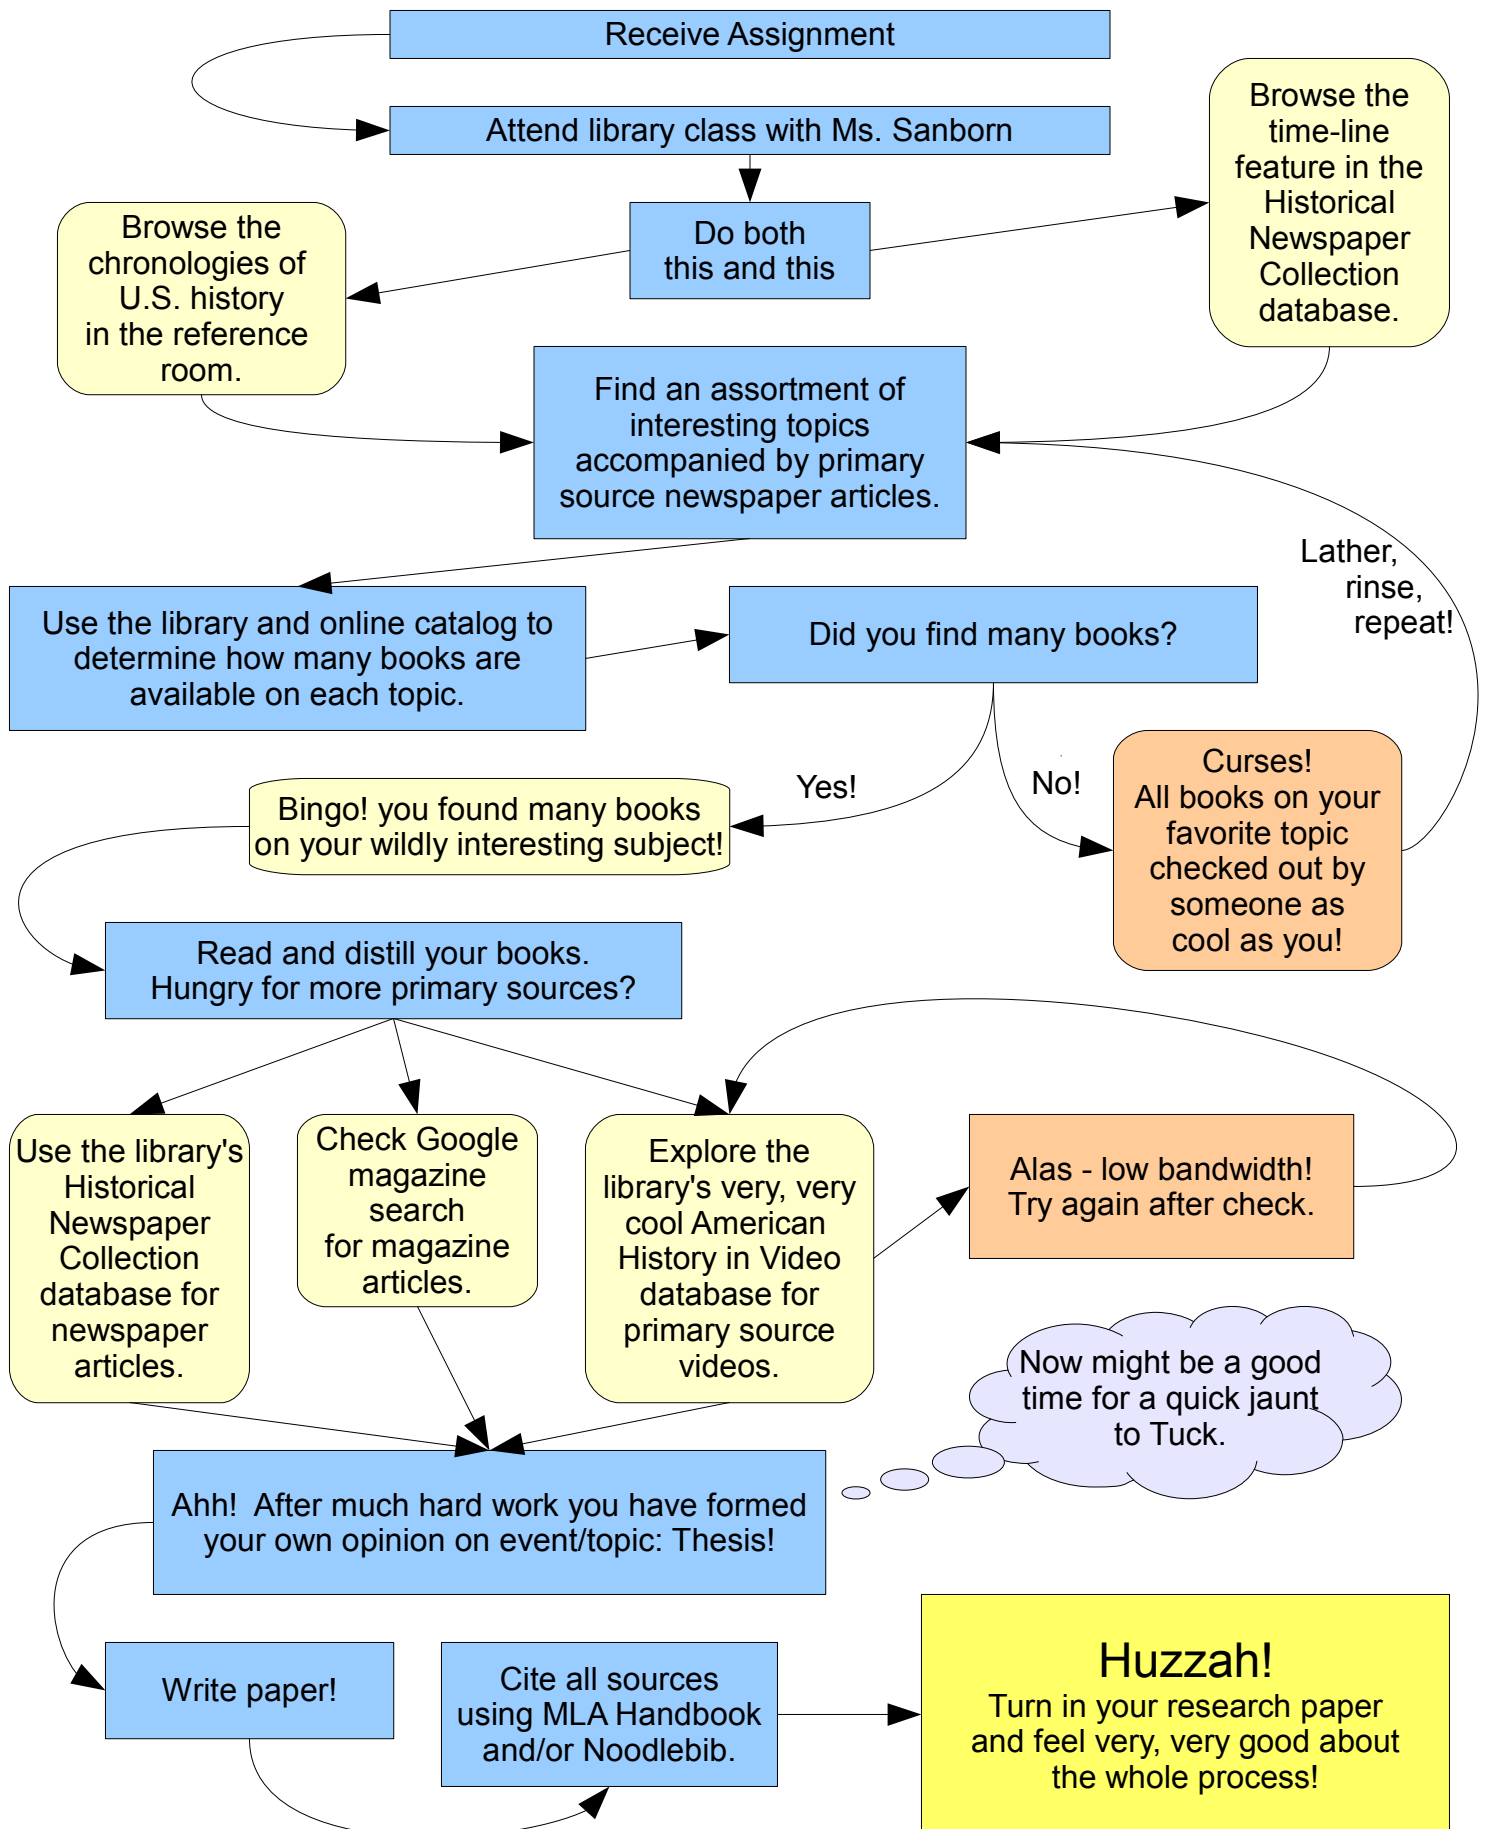 Receive Assignment
Attend library class with Ms. Sanborn
Do both
this and this
Browse the
chronologies of
U.S. history
in the reference
room.
Browse the
time-line
feature in the
Historical
Newspaper
Collection
database.
Find an assortment of
interesting topics
accompanied by primary
source newspaper articles.
Lather,
rinse,
repeat!
Use the library and online catalog to
determine how many books are
available on each topic.
Did you find many books?
Yes!
No!
Bingo! you found many books
on your wildly interesting subject!
Curses!
All books on your
favorite topic
checked out by
someone as
cool as you!
Read and distill your books.
Hungry for more primary sources?
Use the library's
Historical
Newspaper
Collection
database for
newspaper
articles.
Check Google
magazine
search
for magazine
articles.
Explore the
library's very, very
cool American
History in Video
database for
primary source
videos.
Alas - low bandwidth!
Try again after check.
Now might be a good
time for a quick jaunt
to Tuck.
Ahh!  After much hard work you have formed
your own opinion on event/topic: Thesis!
Write paper!
Cite all sources
using MLA Handbook
and/or Noodlebib.
Huzzah!
Turn in your research paper
and feel very, very good about
the whole process!